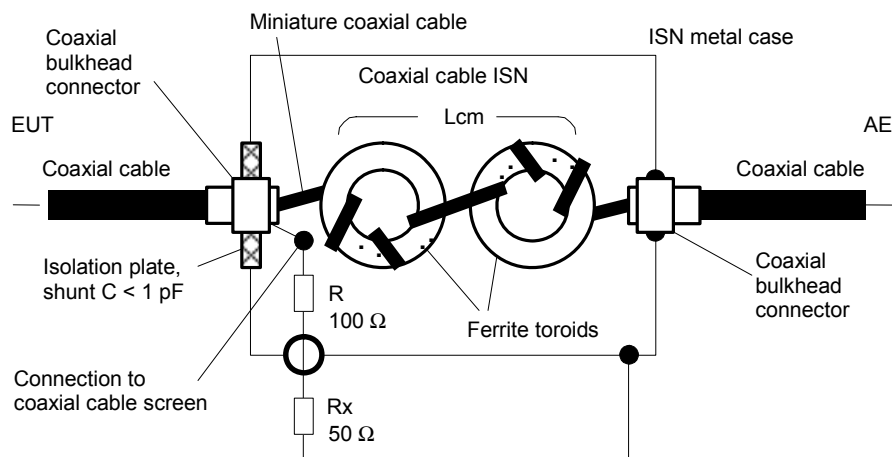 Miniature coaxial cable
Coaxial
bulkhead
connector
ISN metal case
Coaxial cable ISN
Lcm
EUT
AE
Coaxial cable
Coaxial cable
Isolation plate,
shunt C < 1 pF
R
100 Ω
Ferrite toroids
Coaxial
bulkhead
connector
Connection to
coaxial cable screen
Rx
50 Ω